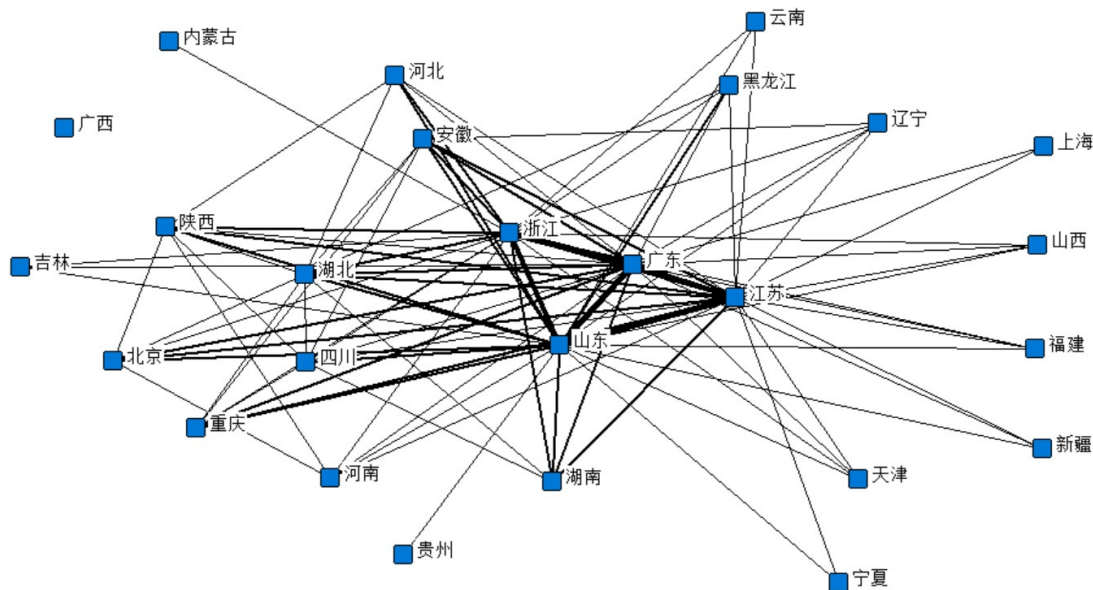 云南
内蒙古
河北
黑龙江
广西
安徽
辽宁
上海
陕西
浙江
山西
吉林
湖北
广东
江苏
北京
四川
山东
福建
重庆
河南
湖南
天津
新疆
贵州
宁夏